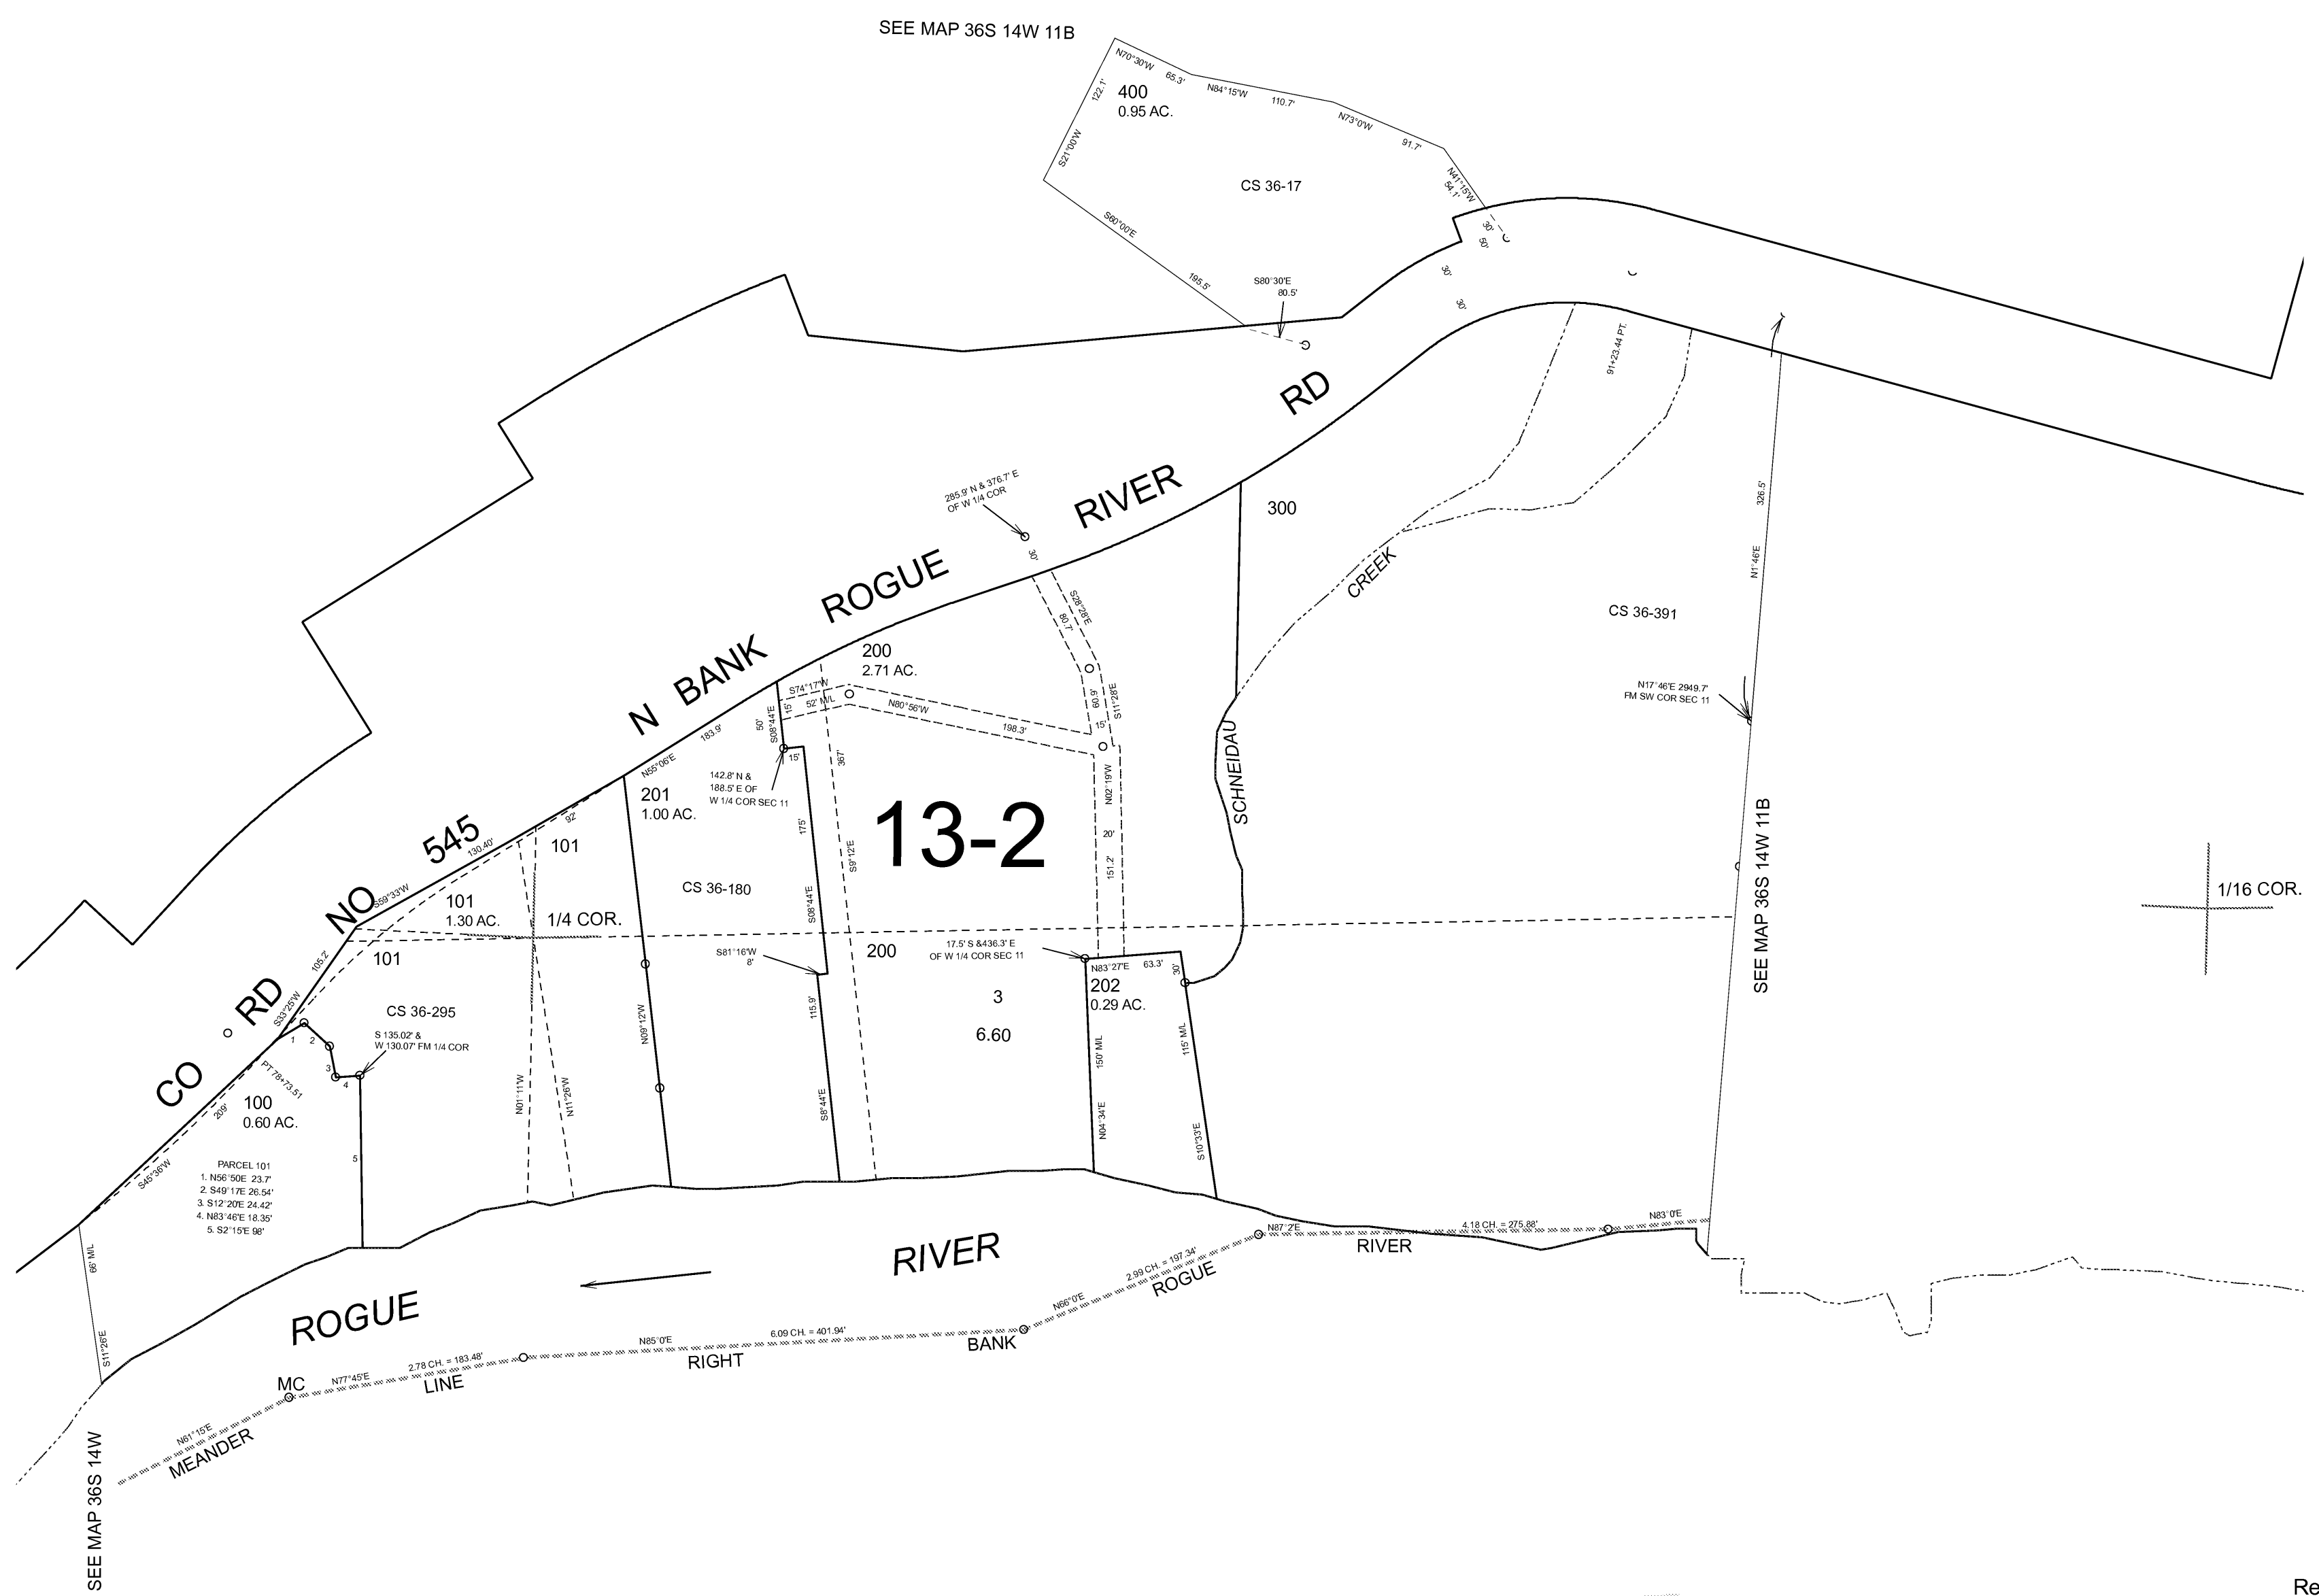 SEE MAP 36S 14W 11B
N70°30'W
65.3'
122.1'
400
0.95 AC.
N84°15'W
110.7'
N73°0'W
91.7'
S21°00'W
CS 36-17
N41°15'W
54.1'
S60°00'E
195.5'
S80°30'E
80.5'
30'
50'
30'
30'
91+23.44 PT.
RD
RIVER
ROGUE
BANK
N
545
NO
RD
CO
285.9' N & 376.7' E
OF W 1/4 COR
30'
300
326.5'
N1°46'E
CREEK
CS 36-391
S28°28'E
80.7'
200
2.71 AC.
S74°17'W
52' M/L
15'
50'
S08°44'E
N80°56'W
198.3'
60.9'
S11°28'E
15'
N17°46'E 2949.7'
FM SW COR SEC 11
183.9'
N55°06'E
15'
367'
142.8' N &
188.5' E OF
W 1/4 COR SEC 11
201
1.00 AC.
N02°19'W
SCHNEIDAU
13-2
175'
20'
92'
130.40'
101
S9°12'E
151.2'
SEE MAP 36S 14W 11B
CS 36-180
1/16 COR.
S59°33'W
101
1.30 AC.
1/4 COR.
S08°44'E
S81°16'W
8'
200
17.5' S &436.3' E
OF W 1/4 COR SEC 11
N83°27'E
63.3'
30'
105.2'
101
202
0.29 AC.
3
6.60
S33°25'W
CS 36-295
115.9'
N09°12'W
S 135.02' &
W 130.07' FM 1/4 COR
1
2
3
4
5
115' M/L
150' M/L
PT 78+73.51
209'
100
0.60 AC.
N01°11'W
N11°26'W
S8°44'E
N04°34'E
S10°33'E
S45°36'W
PARCEL 101
1. N56°50E 23.7'
2. S49°17E 26.54'
3. S12°20'E 24.42'
4. N83°46'E 18.35'
5. S2°15'E 98'
66' M/L
S11°26'E
ROGUE
RIVER
N87°2'E
4.18 CH. = 275.88'
N83°0'E
RIVER
2.99 CH. = 197.34'
ROGUE
N66°0'E
BANK
6.09 CH. = 401.94'
N85°0'E
RIGHT
2.78 CH. = 183.48'
N77°45'E
LINE
MC
N61°15'E
MEANDER
SEE MAP 36S 14W
Re